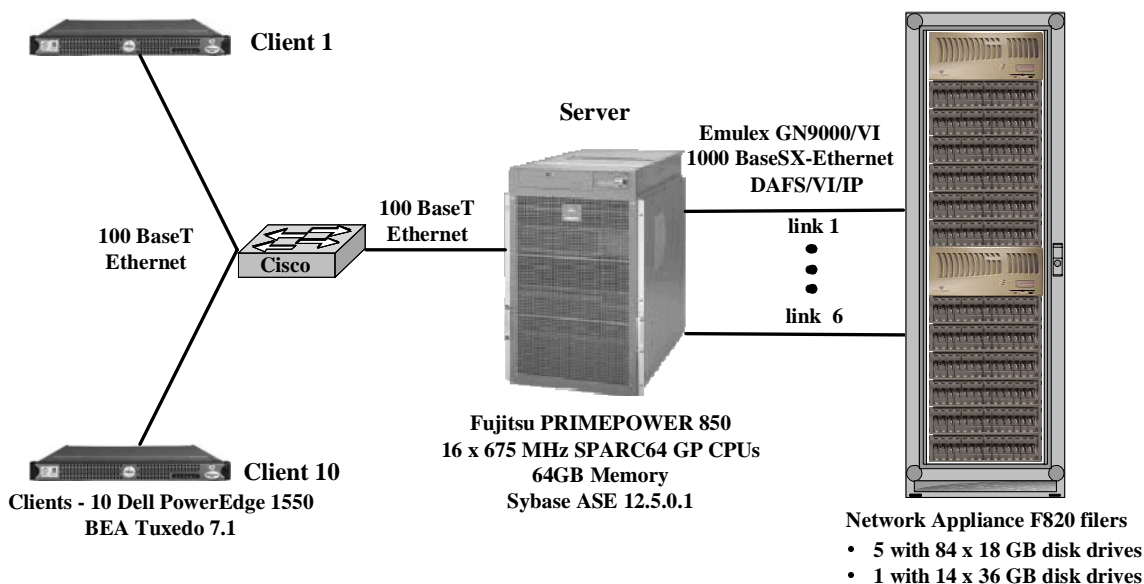 Client 1
Server
Emulex GN9000/VI
1000 BaseSX-Ethernet
DAFS/VI/IP
100 BaseT
Ethernet
100 BaseT
Ethernet
Cisco
link 1
link 6
Client 10
Clients - 10 Dell PowerEdge 1550
BEA Tuxedo 7.1
Fujitsu PRIMEPOWER 850
16 x 675 MHz SPARC64 GP CPUs
64GB Memory
Sybase ASE 12.5.0.1
Network Appliance F820 filers
• 5 with 84 x 18 GB disk drives
• 1 with 14 x 36 GB disk drives